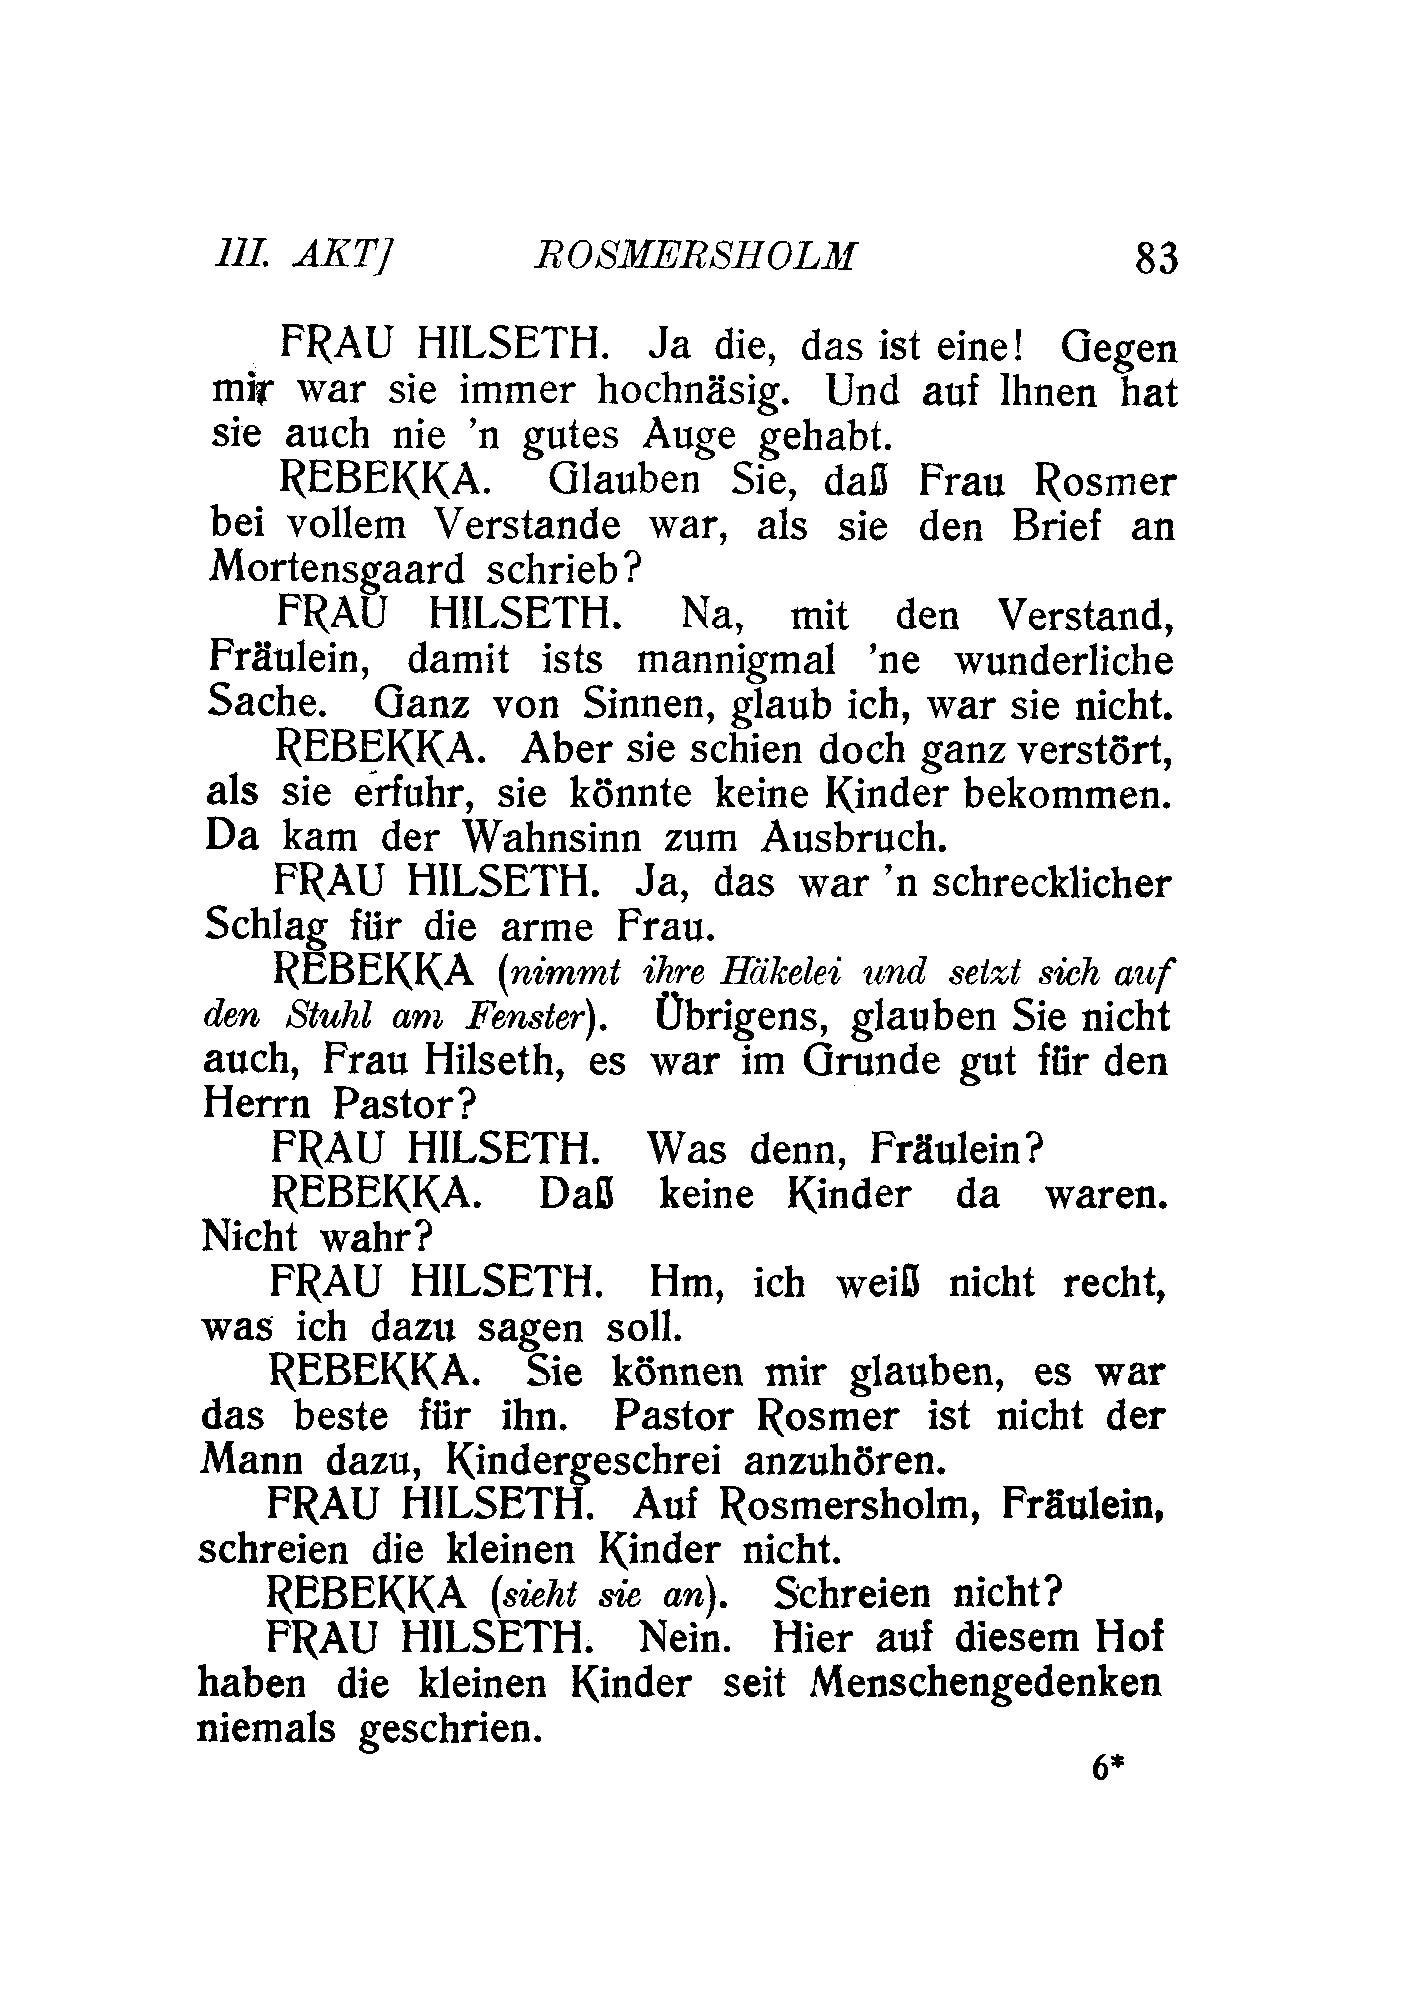 III. AKT] ROSMERSHOLM 83
FRAU HILSETH. Ja die, das ist eine! Gegen
mir war sie immer hochnäsig. Und auf Ihnen hat
sie auch nie 'n gutes Auge gehabt.
REBEKKA. Glauben Sie, daß Frau Rosmer
bei vollem Verstande war, als sie den Brief an
Mortensgaard schrieb?
FRAU HILSETH. Na, mit den Verstand,
Fräulein, damit ists mannigmal 'ne wunderliche
Sache. Ganz von Sinnen, glaub ich, war sie nicht.
REBEKKA. Aber sie schien doch ganz verstört,
als sie erfuhr, sie könnte keine Kinder bekommen.
Da kam der Wahnsinn zum Ausbruch.
FRAU HILSETH. Ja, das war 'n schrecklicher
Schlag für die arme Frau.
REBEKKA (nimmt ihre Häkelei und setzt sich auf
den Stuhl am Fenster). Übrigens, glauben Sie nicht
auch, Frau Hilseth, es war im Grunde gut für den
Herrn Pastor?
FRAU HILSETH. Was denn, Fräulein?
REBEKKA. Daß keine Kinder da waren.
Nicht wahr?
FRAU HILSETH. Hm, ich weiß nicht recht,
was ich dazu sagen soll.
REBEKKA. Sie können mir glauben, es war
das beste für ihn. Pastor Rosmer ist nicht der
Mann dazu, Kindergeschrei anzuhören.
FRAU HILSETH. Auf Rosmersholm, Fräulein,
schreien die kleinen Kinder nicht.
REBEKKA (sieht sie an). Schreien nicht?
FRAU HILSETH. Nein. Hier auf diesem Hof
haben die kleinen Kinder seit Menschengedenken
niemals geschrien.
6*